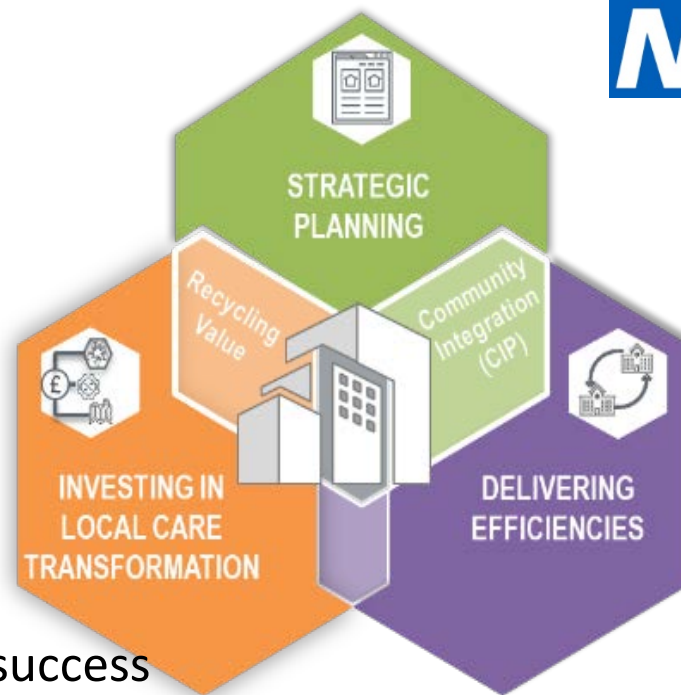 N
STRATEGIC
PLANNING
Recycling
Value
Community
Integration
(CIP)
£
INVESTING IN
LOCAL CARE
TRANSFORMATION
DELIVERING
EFFICIENCIES
success